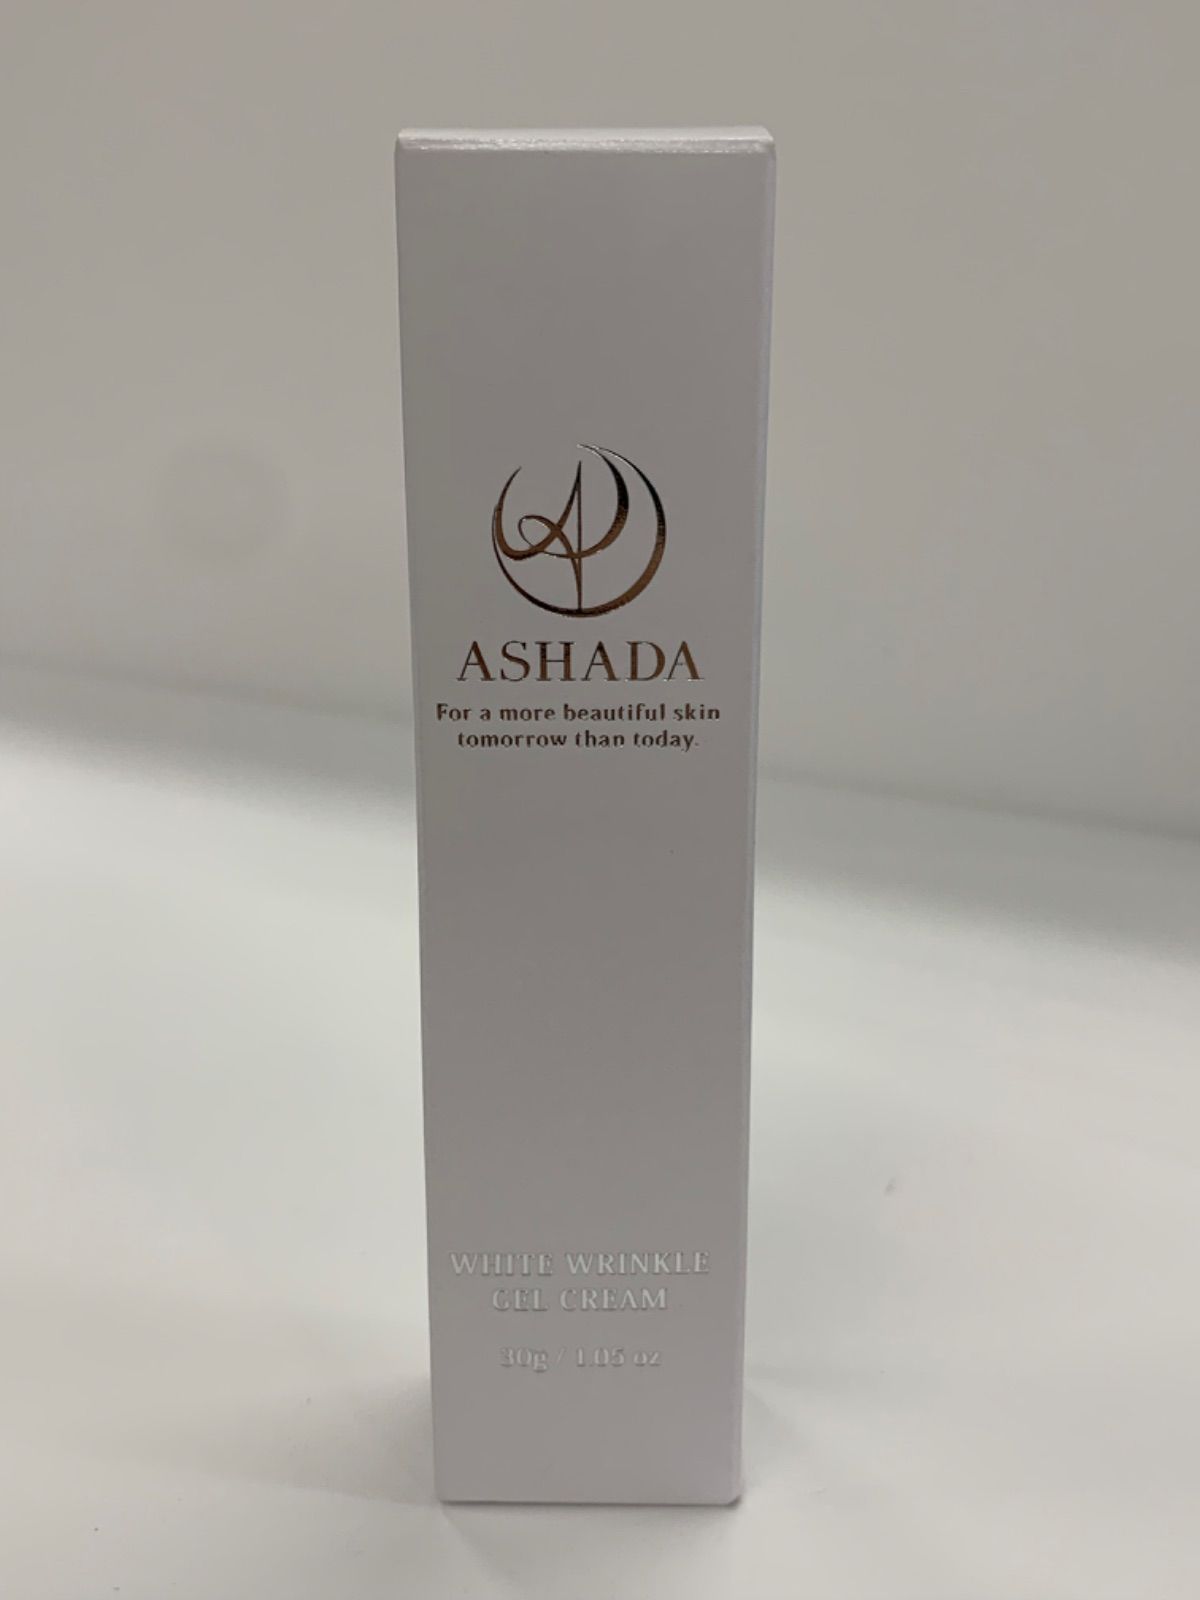 ASHADA
For a more beautiful skin
tomorrow than today.
WHITE WRINKLE
GEL CREAM
30g / 1.05 oz